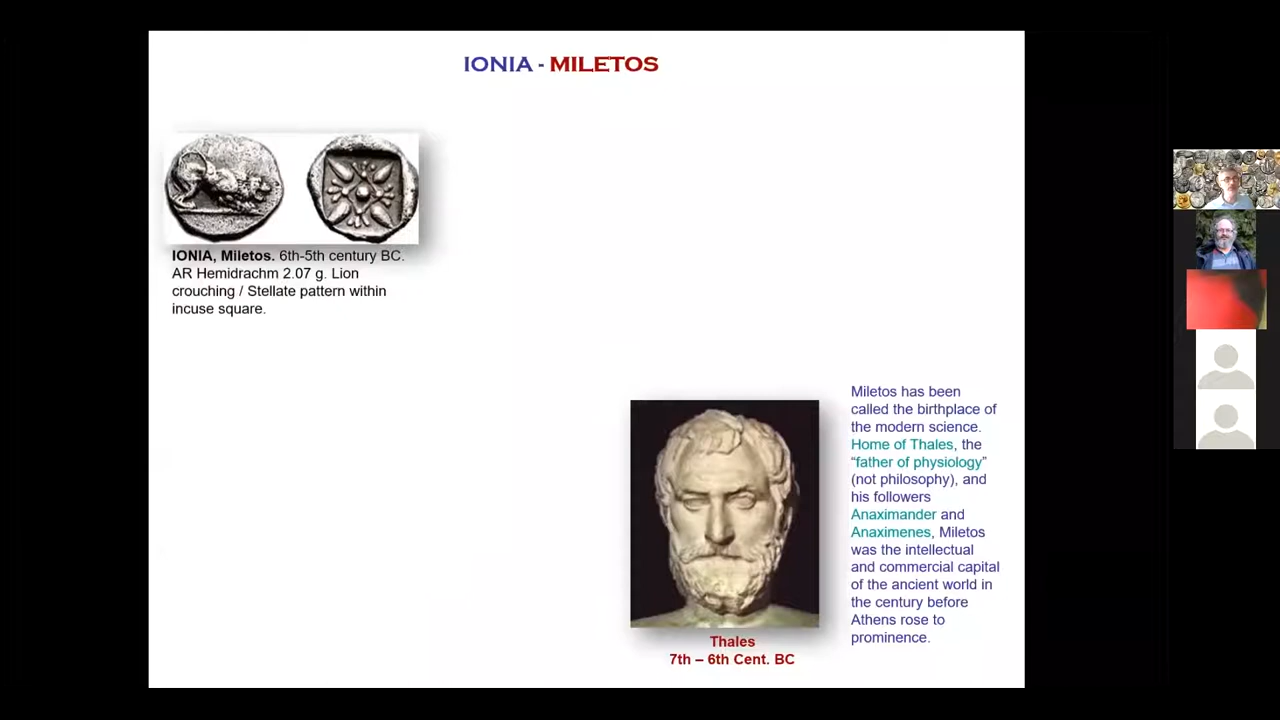 IONIA - MILETOS
IONIA, Miletos. 6th-5th century BC.
AR Hemidrachm 2.07 g. Lion
crouching / Stellate pattern within
incuse square.
Miletos has been
called the birthplace of
the modern science.
Home of Thales, the
“father of physiology”
(not philosophy), and
his followers
Anaximander and
Anaximenes, Miletos
was the intellectual
and commercial capital
of the ancient world in
the century before
Athens rose to
prominence.
Thales
7th – 6th Cent. BC